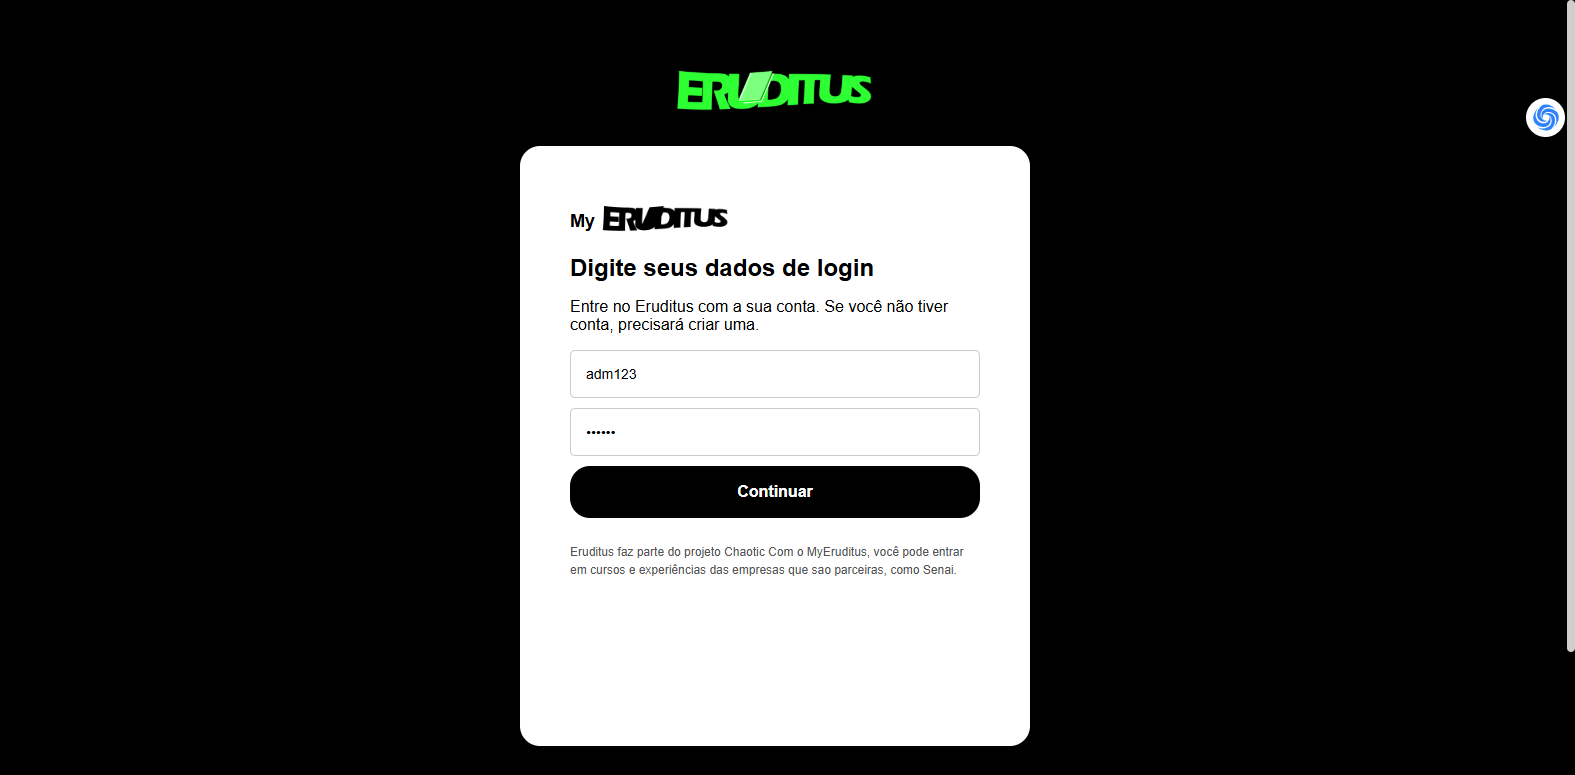 ERUDITUS
My ERUDITUS
Digite seus dados de login
Entre no Eruditus com a sua conta. Se você não tiver
conta, precisará criar uma.
adm123
••••••
Continuar
Eruditus faz parte do projeto Chaotic Com o MyEruditus, você pode entrar
em cursos e experiências das empresas que sao parceiras, como Senai.